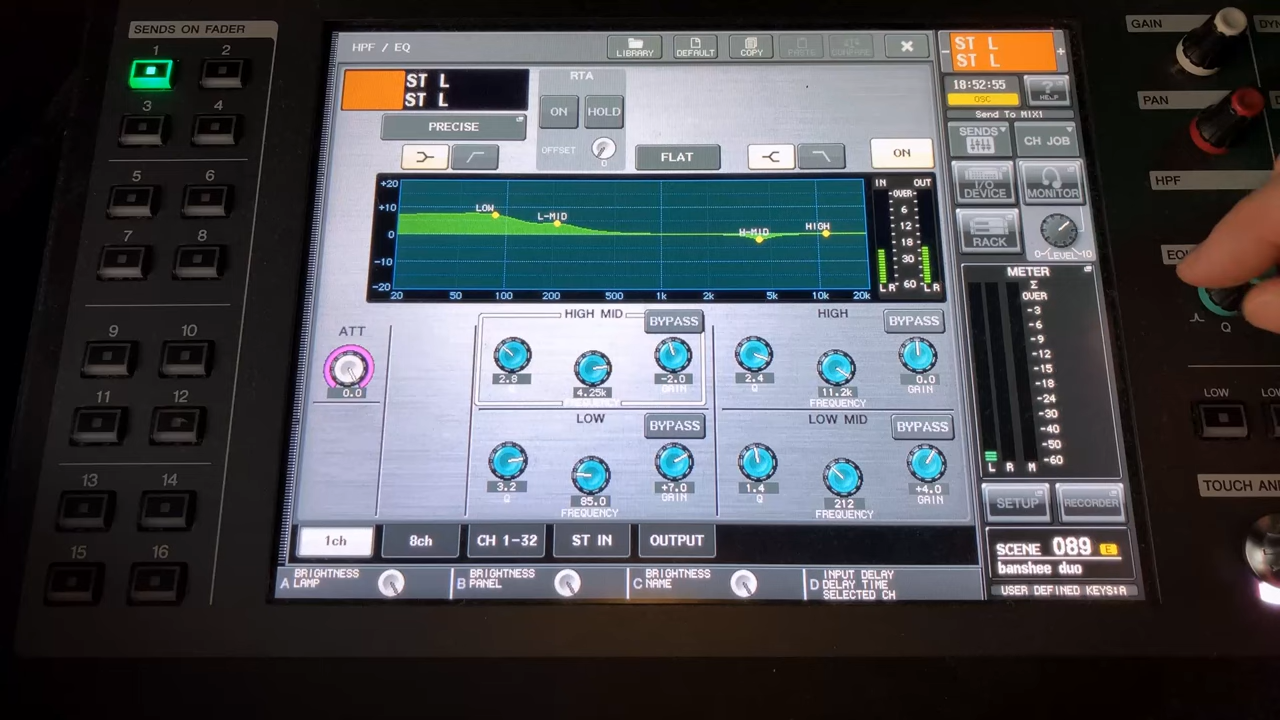 SENDS ON FADER
1
2
3
4
5
6
7
8
9
10
11
12
13
14
15
16
HPF / EQ
LIBRARY
DEFAULT
COPY
PASTE
COMPARE
ST L
ST L
RTA
ON
HOLD
OFFSET
0
PRECISE
FLAT
ON
+20
+10
0
-10
-20
LOW
L-MID
H-MID
HIGH
20
50
100
200
500
1k
2k
5k
10k
20k
IN
OUT
-OVER-
6
12
18
30
60
L R
L R
ATT
0.0
HIGH MID
BYPASS
2.8
Q
4.25k
FREQUENCY
-2.0
GAIN
HIGH
BYPASS
2.4
Q
11.2k
FREQUENCY
0.0
GAIN
LOW
BYPASS
3.2
Q
85.0
FREQUENCY
+7.0
GAIN
LOW MID
BYPASS
1.4
Q
212
FREQUENCY
+4.0
GAIN
1ch
8ch
CH 1-32
ST IN
OUTPUT
A BRIGHTNESS LAMP
B BRIGHTNESS PANEL
C BRIGHTNESS NAME
D INPUT DELAY
DELAY TIME
SELECTED CH
- ST L +
ST L
18:52:55
OSC
? HELP
Send To MIX1
SENDS
CH JOB
I/O DEVICE
MONITOR
RACK
0-LEVEL-10
METER
Σ
OVER
-3
-6
-9
-12
-15
-18
-24
-30
-40
-50
-60
L R M
SETUP
RECORDER
SCENE 089 E
banshee duo
USER DEFINED KEYS:R
GAIN
PAN
HPF
Q
LOW